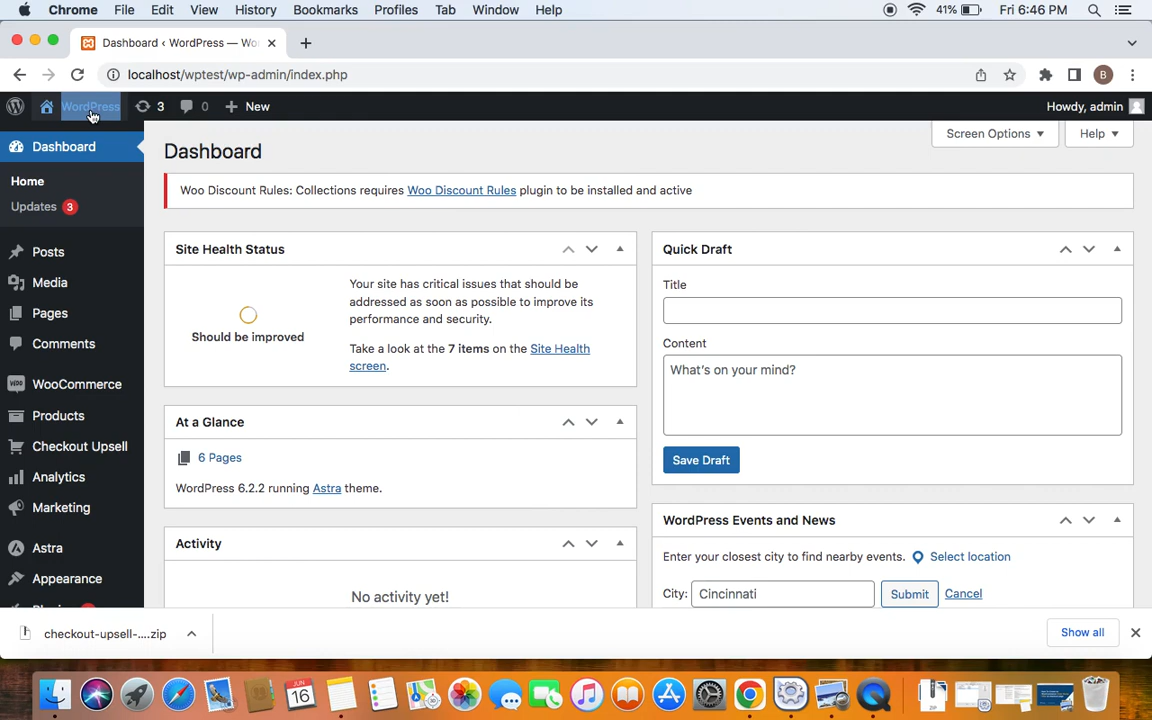 Chrome File Edit View History Bookmarks Profiles Tab Window Help 41% Fri 6:46 PM
Dashboard ‹ WordPress — Wo
localhost/wptest/wp-admin/index.php B
WordPress 3 0 New Howdy, admin
Dashboard
Home
Updates 3
Posts
Media
Pages
Comments
WooCommerce
Products
Checkout Upsell
Analytics
Marketing
Astra
Appearance
Screen Options Help
Dashboard
Woo Discount Rules: Collections requires Woo Discount Rules plugin to be installed and active
Site Health Status
Should be improved
Your site has critical issues that should be
addressed as soon as possible to improve its
performance and security.
Take a look at the 7 items on the Site Health
screen.
At a Glance
6 Pages
WordPress 6.2.2 running Astra theme.
Activity
No activity yet!
Quick Draft
Title
Content
What's on your mind?
Save Draft
WordPress Events and News
Enter your closest city to find nearby events. Select location
City: Cincinnati Submit Cancel
checkout-upsell-....zip Show all
JUN
16